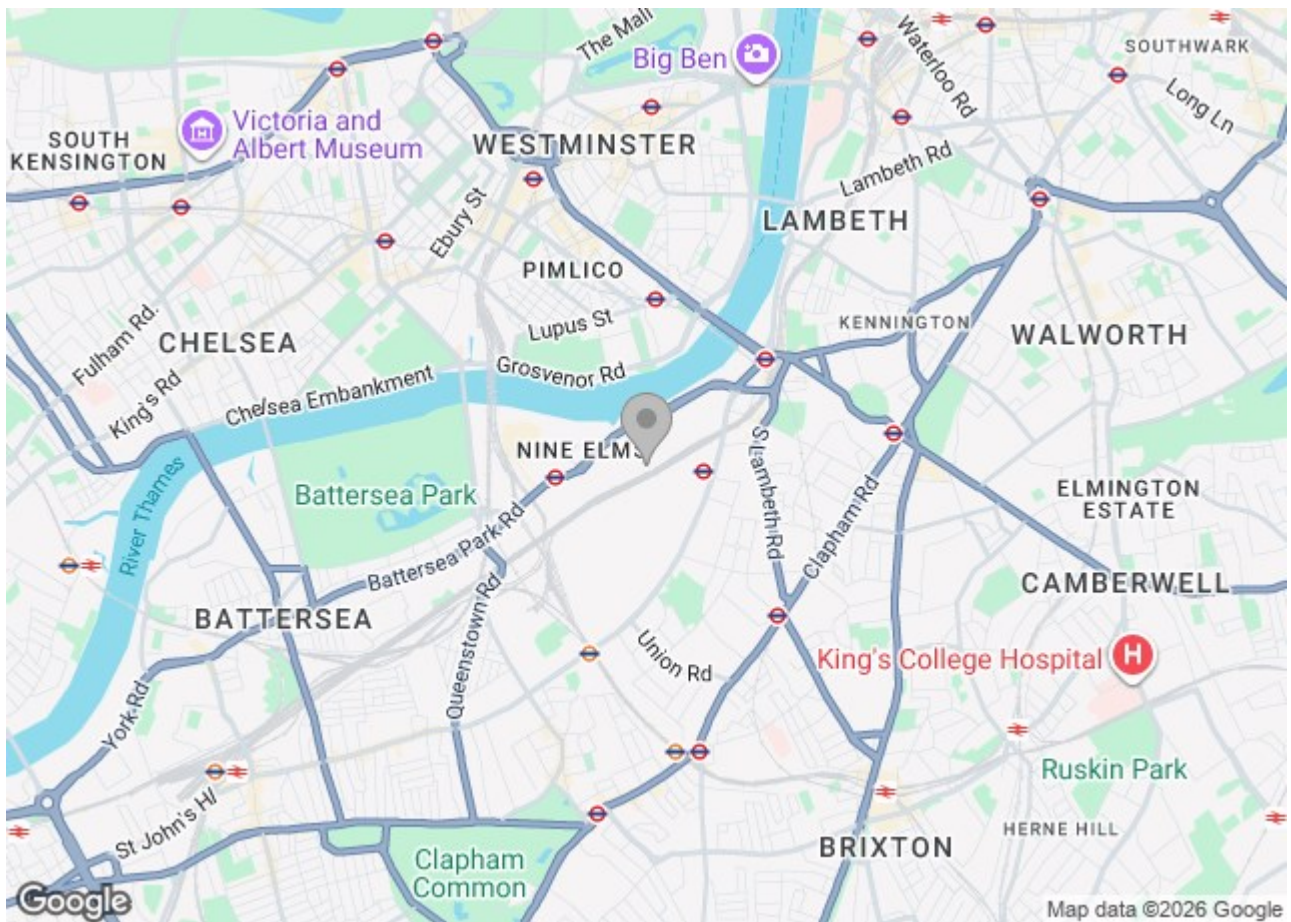 The Mall
Big Ben
Waterloo Rd
SOUTHWARK
Long Ln
SOUTH
KENSINGTON
Victoria and
Albert Museum
WESTMINSTER
Lambeth Rd
Ebury St
LAMBETH
PIMLICO
Lupus St
KENNINGTON
WALWORTH
Fulham Rd.
CHELSEA
King's Rd
Chelsea Embankment
Grosvenor Rd
NINE ELMS
S Lambeth Rd
Clapham Rd
Battersea Park
ELMINGTON
ESTATE
River Thames
Battersea Park Rd
CAMBERWELL
BATTERSEA
Queenstown Rd
Union Rd
King's College Hospital
H
York Rd
Ruskin Park
St John's Hl
HERNE HILL
BRIXTON
Clapham
Common
Google
Map data ©2026 Google